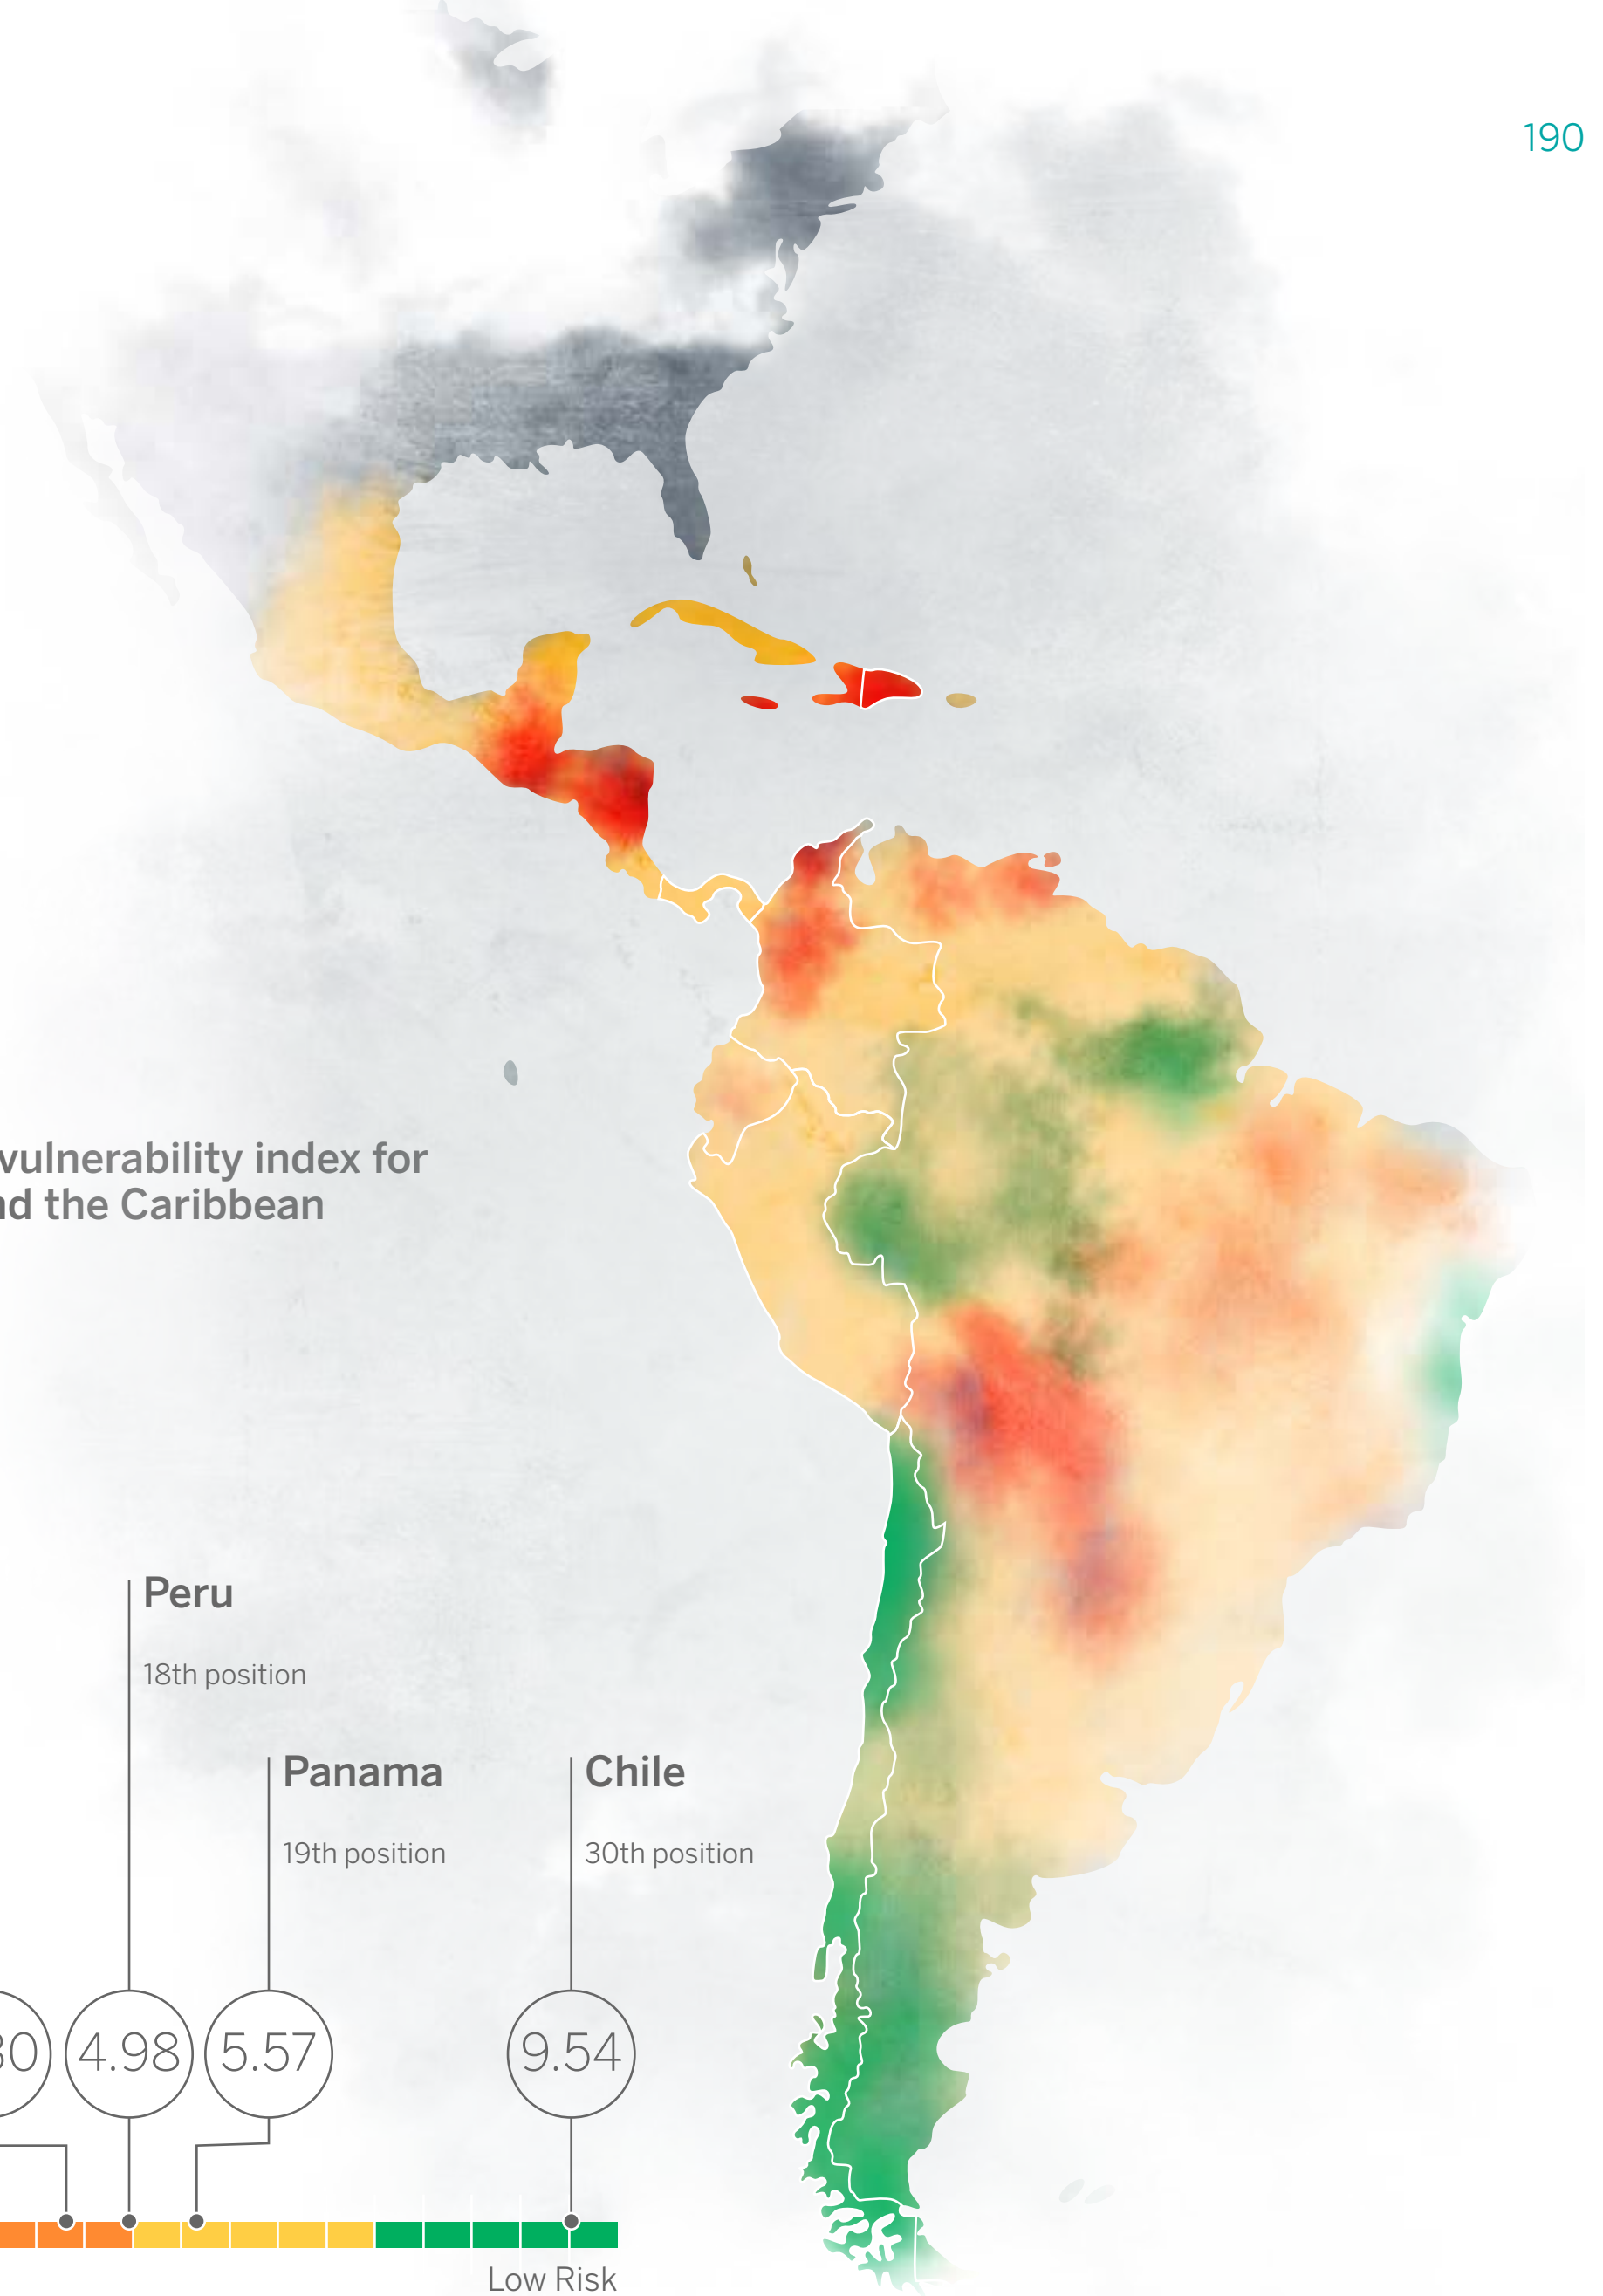 190
vulnerability index for
the Caribbean
Peru
18th position
Panama
19th position
Chile
30th position
4.98
5.57
9.54
Low Risk